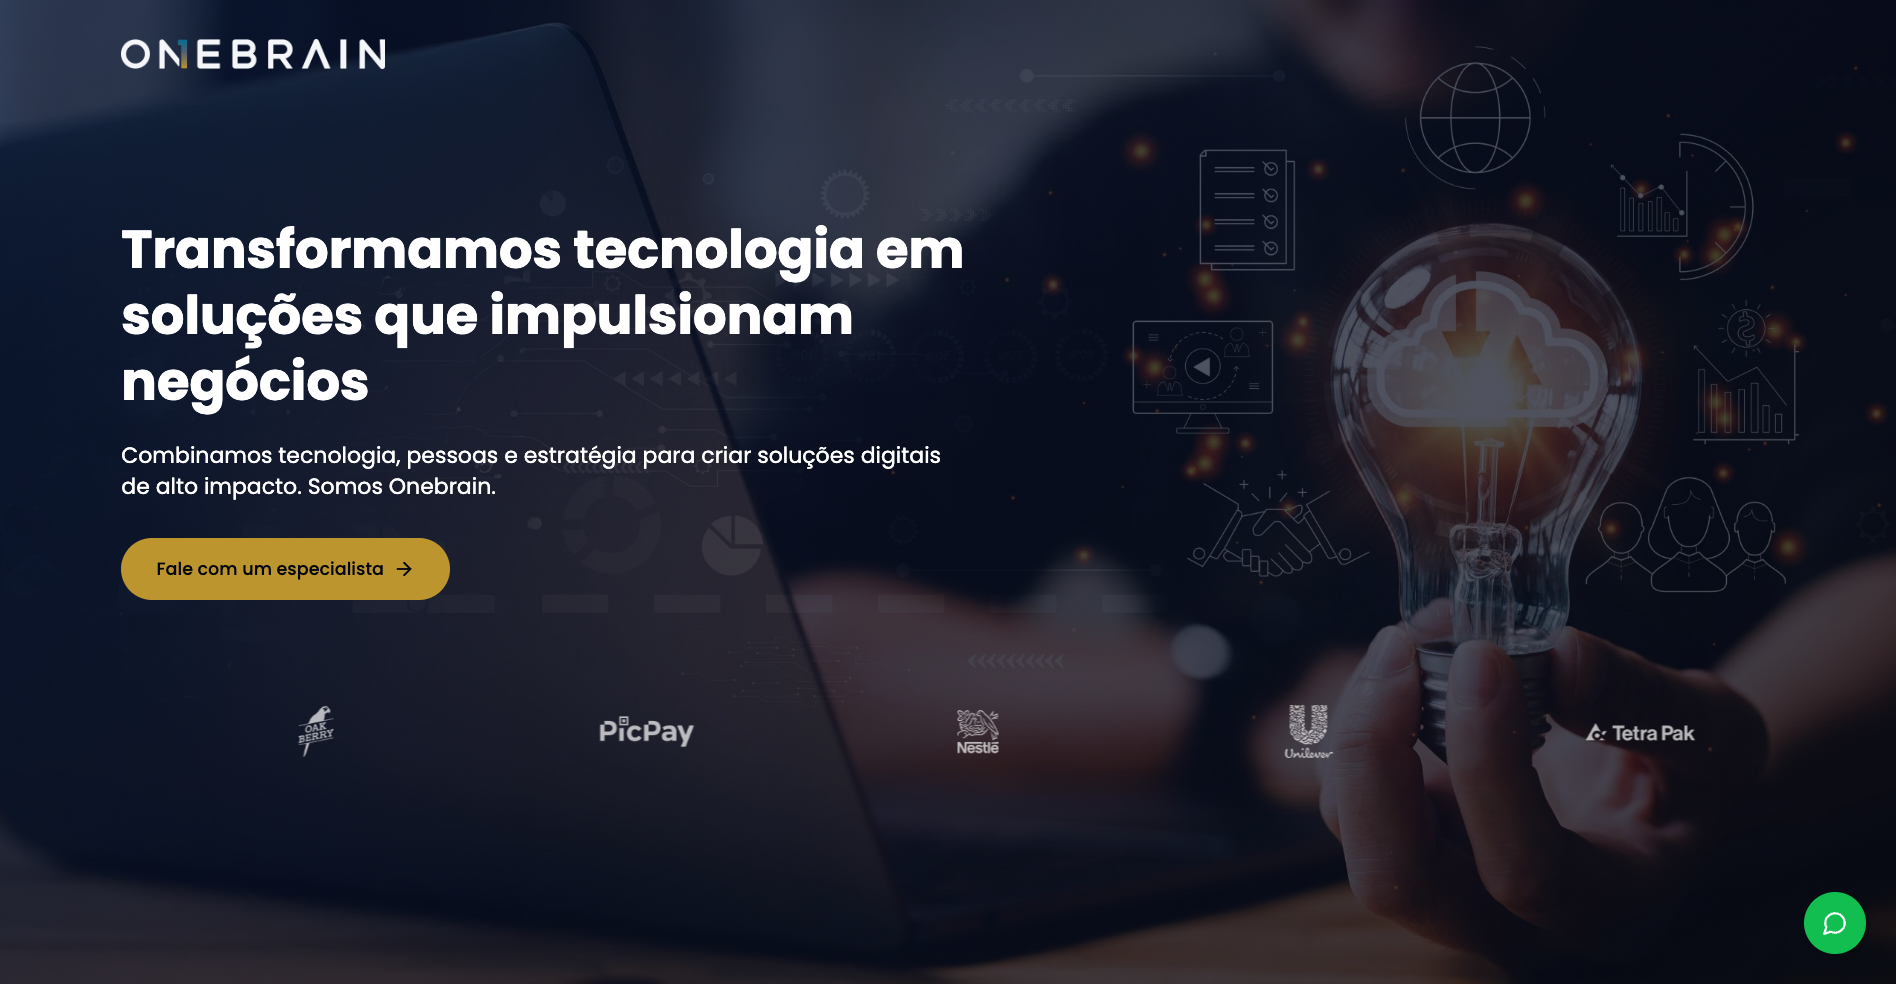 ONEBRAIN
Transformamos tecnologia em
soluções que impulsionam
negócios
Combinamos tecnologia, pessoas e estratégia para criar soluções digitais
de alto impacto. Somos Onebrain.
Fale com um especialista →
OAK
BERRY
PicPay
Nestlé
Unilever
Tetra Pak